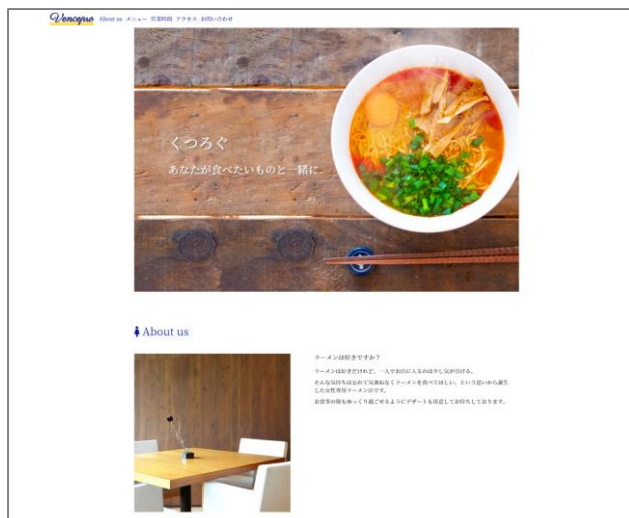 Vencepso
About us メニュー 営業時間 アクセス お問い合わせ
くつろぐ
あなたが食べたいものと一緒に。
About us
ラーメンは好きですか？
ラーメンは好きだけれど、一人でお店に入るのは少し気が引ける。
そんな気持ちは忘れて気兼ねなくラーメンを食べてほしい。という思いから誕生
した女性専用ラーメン店です。
お食事の後もゆっくり過ごせるようにデザートも用意してお待ちしております。